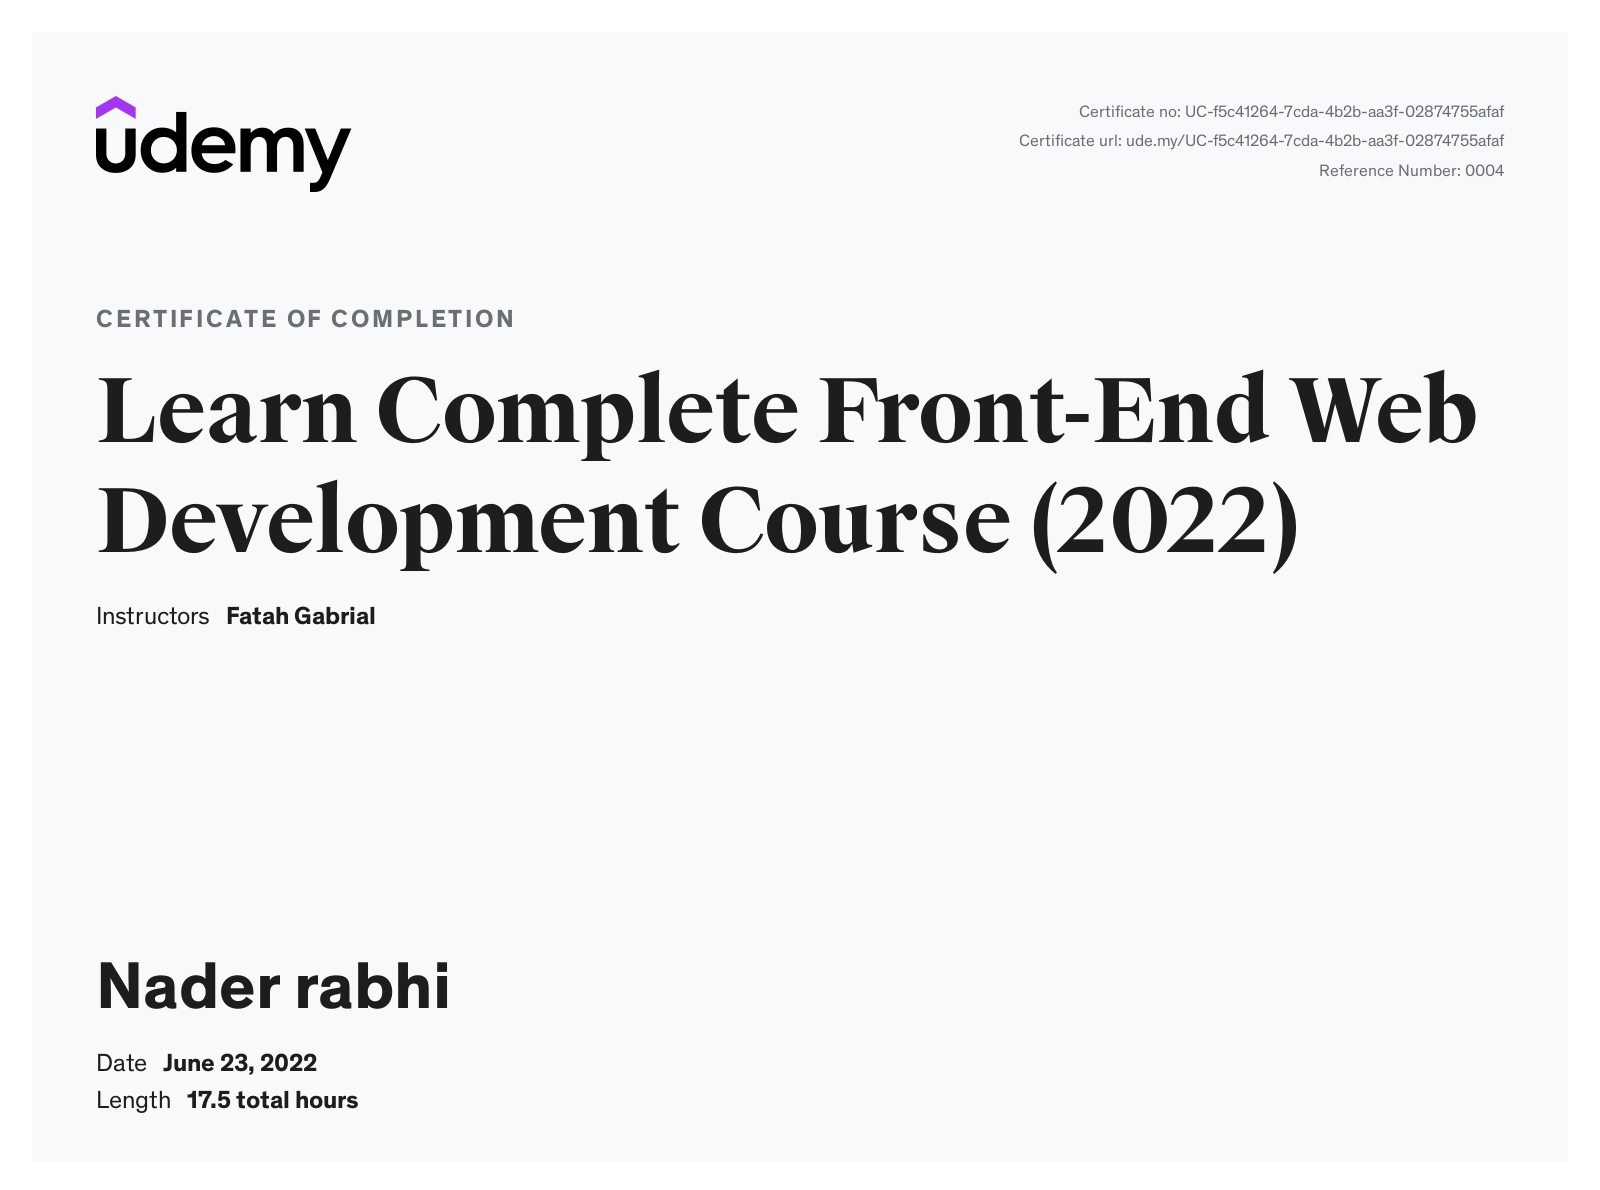 udemy
Certificate no: UC-f5c41264-7cda-4b2b-aa3f-02874755afaf
Certificate url: ude.my/UC-f5c41264-7cda-4b2b-aa3f-02874755afaf
Reference Number: 0004
CERTIFICATE OF COMPLETION
Learn Complete Front-End Web
Development Course (2022)
Instructors Fatah Gabrial
Nader rabhi
Date June 23, 2022
Length 17.5 total hours